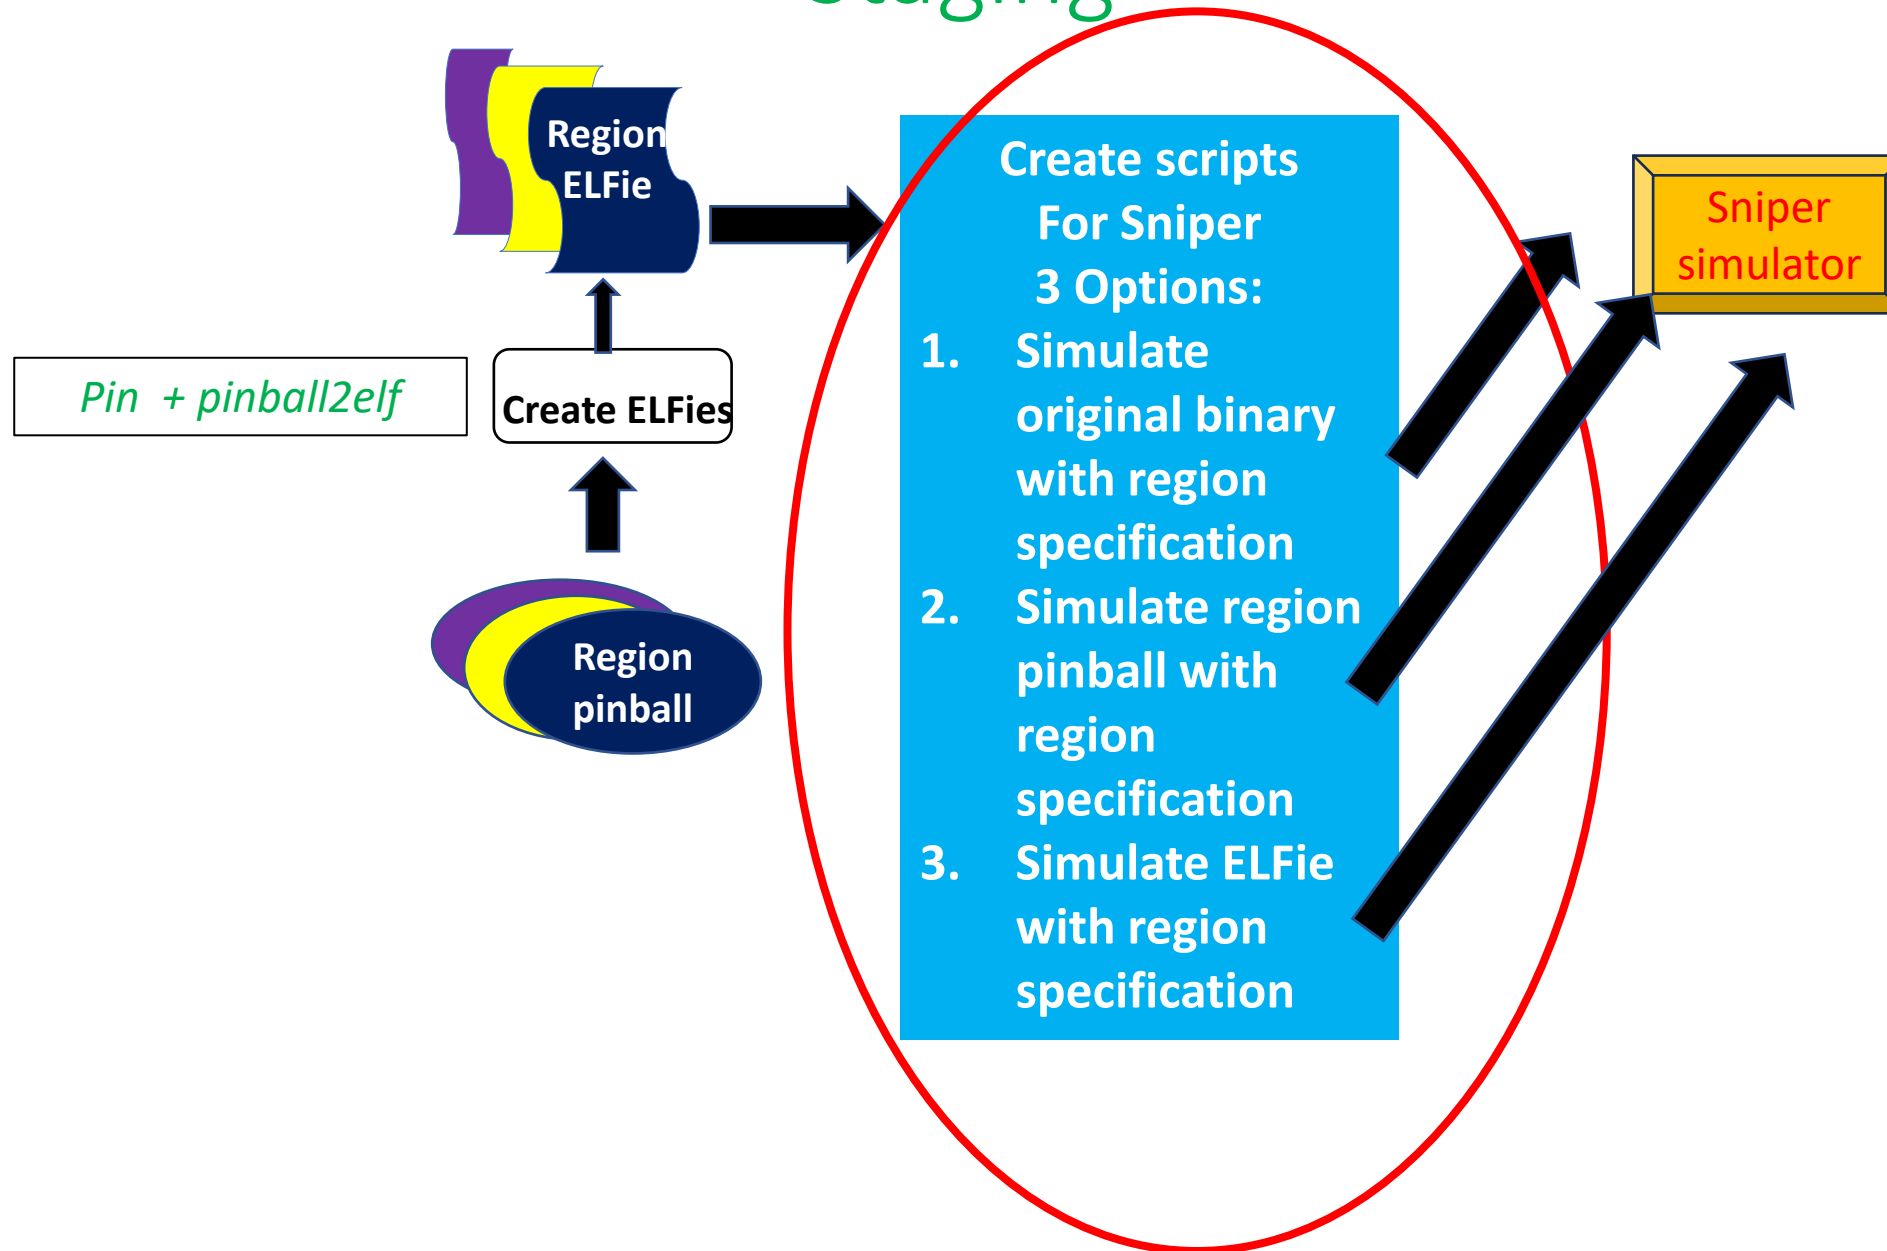 Staging
Region
ELFie
Create scripts
For Sniper
3 Options:
1. Simulate
original binary
with region
specification
2. Simulate region
pinball with
region
specification
3. Simulate ELFie
with region
specification
Sniper
simulator
Pin + pinball2elf
Create ELFies
Region
pinball